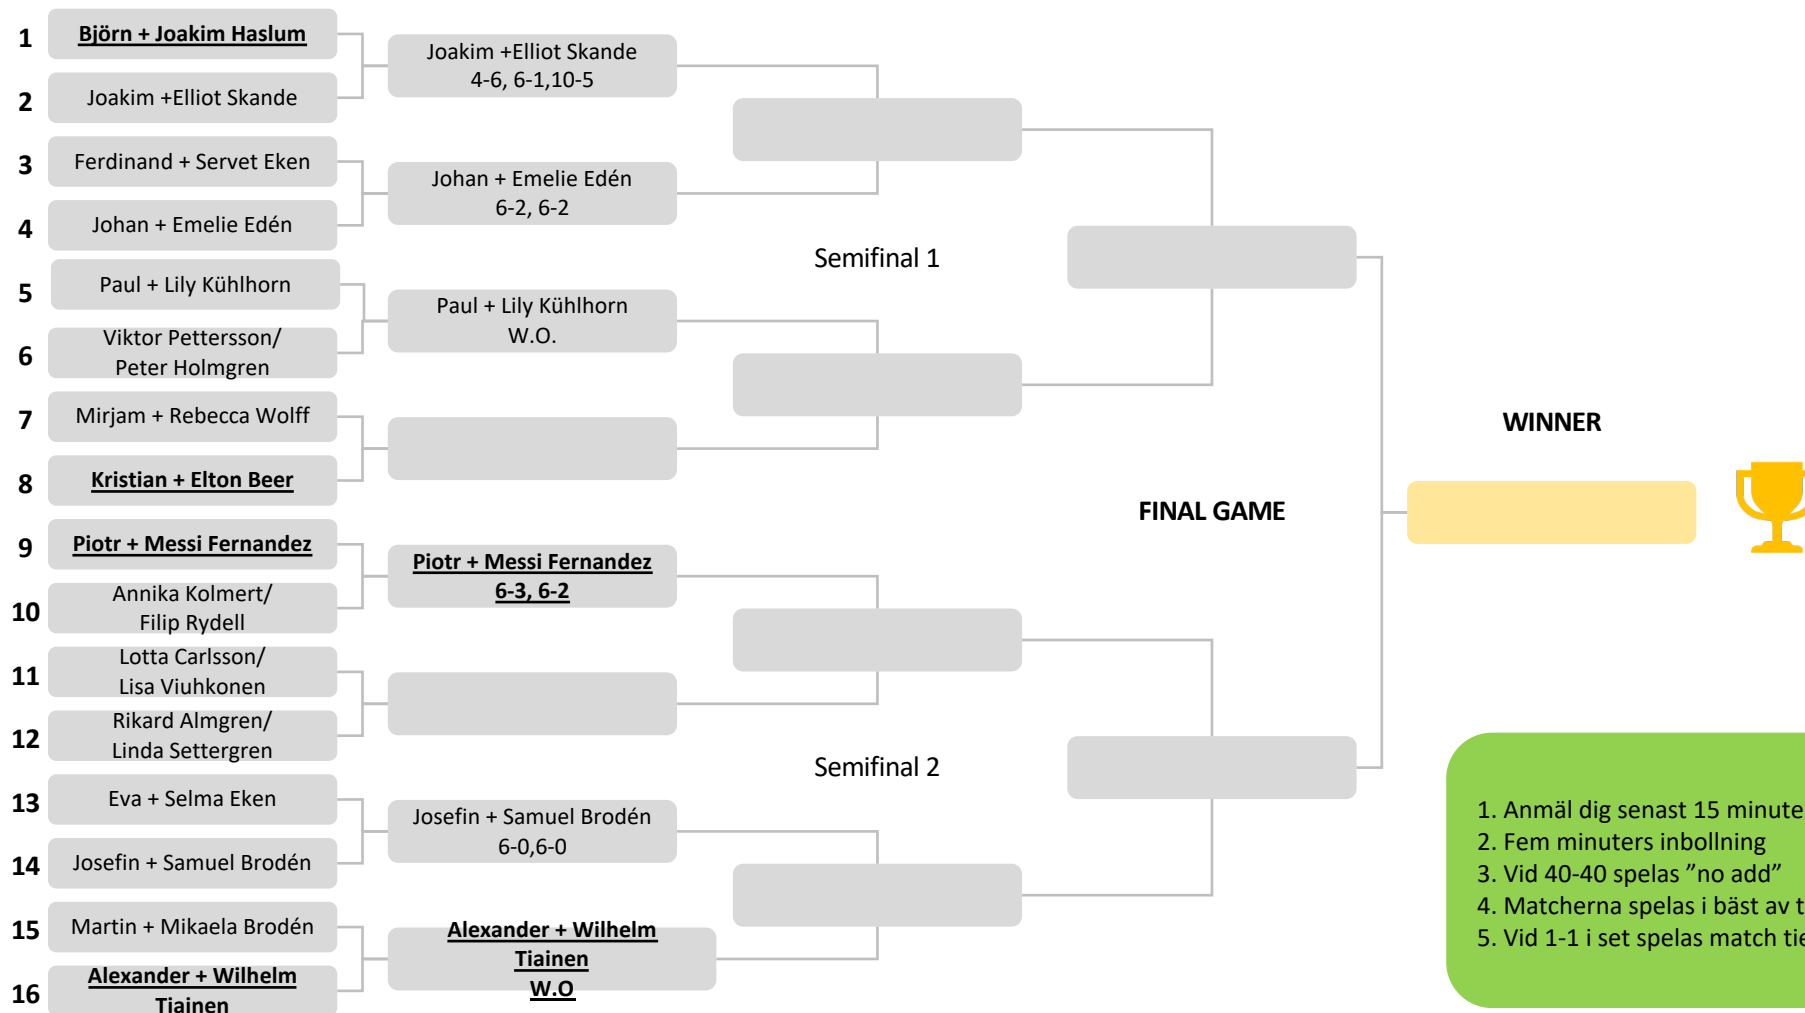 1
Björn + Joakim Haslum
2
Joakim +Elliot Skande
3
Ferdinand + Servet Eken
4
Johan + Emelie Edén
5
Paul + Lily Kühlhorn
6
Viktor Pettersson/
Peter Holmgren
7
Mirjam + Rebecca Wolff
8
Kristian + Elton Beer
9
Piotr + Messi Fernandez
10
Annika Kolmert/
Filip Rydell
11
Lotta Carlsson/
Lisa Viuhkonen
12
Rikard Almgren/
Linda Settergren
13
Eva + Selma Eken
14
Josefin + Samuel Brodén
15
Martin + Mikaela Brodén
16
Alexander + Wilhelm
Tiainen
Joakim +Elliot Skande
4-6, 6-1,10-5
Johan + Emelie Edén
6-2, 6-2
Paul + Lily Kühlhorn
W.O.
Piotr + Messi Fernandez
6-3, 6-2
Josefin + Samuel Brodén
6-0,6-0
Alexander + Wilhelm
Tiainen
W.O
Semifinal 1
Semifinal 2
FINAL GAME
WINNER
1. Anmäl dig senast 15 minute
2. Fem minuters inbollning
3. Vid 40-40 spelas ”no add”
4. Matcherna spelas i bäst av t
5. Vid 1-1 i set spelas match tie